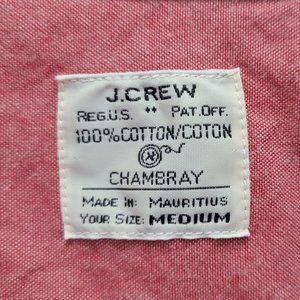 J.CREW
REG.U.S. PAT.OFF.
100%COTTON/COTON
CHAMBRAY
MADE IN: MAURITIUS
YOUR SIZE: MEDIUM